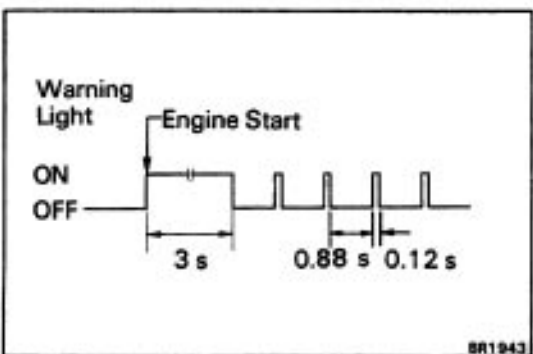 Warning
Light
Engine Start
ON
OFF
3 s
0.88 s
0.12 s
BR1943